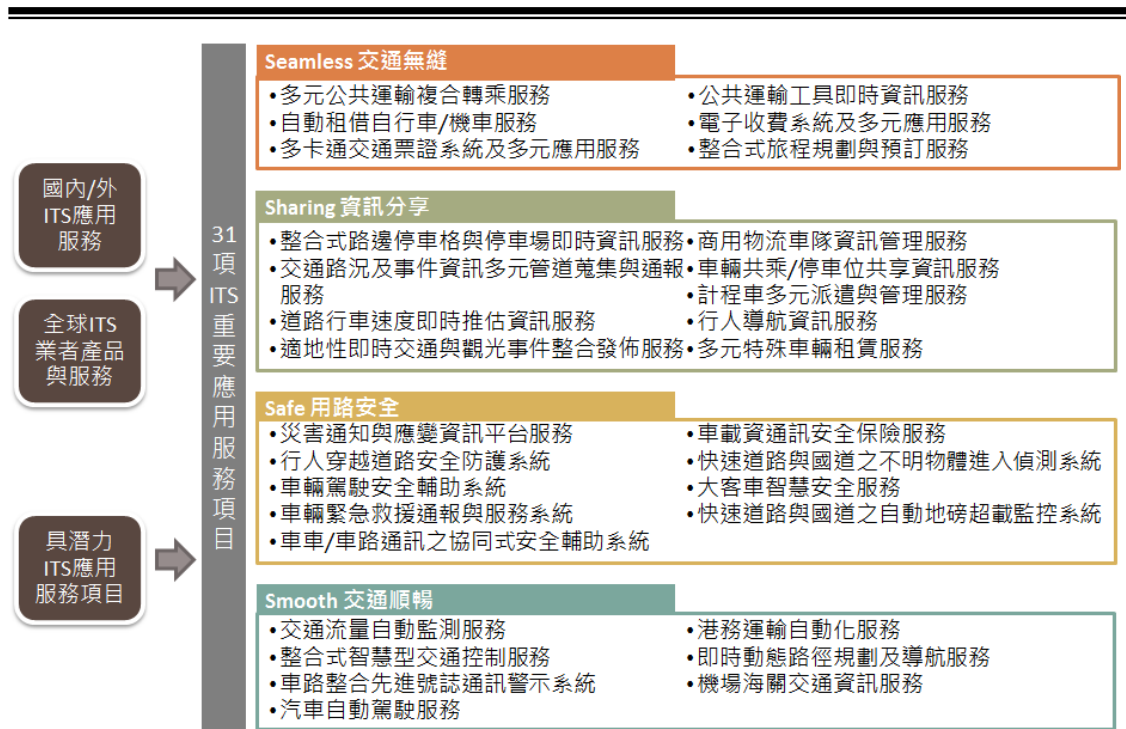 國內/外
ITS應用
服務
全球ITS
業者產品
與服務
具潛力
ITS應用
服務項目
31
項
ITS
重
要
應
用
服
務
項
目
Seamless 交通無縫
•多元公共運輸複合轉乘服務
•自動租借自行車/機車服務
•多卡通交通票證系統及多元應用服務
•公共運輸工具即時資訊服務
•電子收費系統及多元應用服務
•整合式旅程規劃與預訂服務
Sharing 資訊分享
•整合式路邊停車格與停車場即時資訊服務
•交通路況及事件資訊多元管道蒐集與通報
服務
•道路行車速度即時推估資訊服務
•適地性即時交通與觀光事件整合發佈服務
•商用物流車隊資訊管理服務
•車輛共乘/停車位共享資訊服務
•計程車多元派遣與管理服務
•行人導航資訊服務
•多元特殊車輛租賃服務
Safe 用路安全
•災害通知與應變資訊平台服務
•行人穿越道路安全防護系統
•車輛駕駛安全輔助系統
•車輛緊急救援通報與服務系統
•車車/車路通訊之協同式安全輔助系統
•車載資通訊安全保險服務
•快速道路與國道之不明物體進入偵測系統
•大客車智慧安全服務
•快速道路與國道之自動地磅超載監控系統
Smooth 交通順暢
•交通流量自動監測服務
•整合式智慧型交通控制服務
•車路整合先進號誌通訊警示系統
•汽車自動駕駛服務
•港務運輸自動化服務
•即時動態路徑規劃及導航服務
•機場海關交通資訊服務